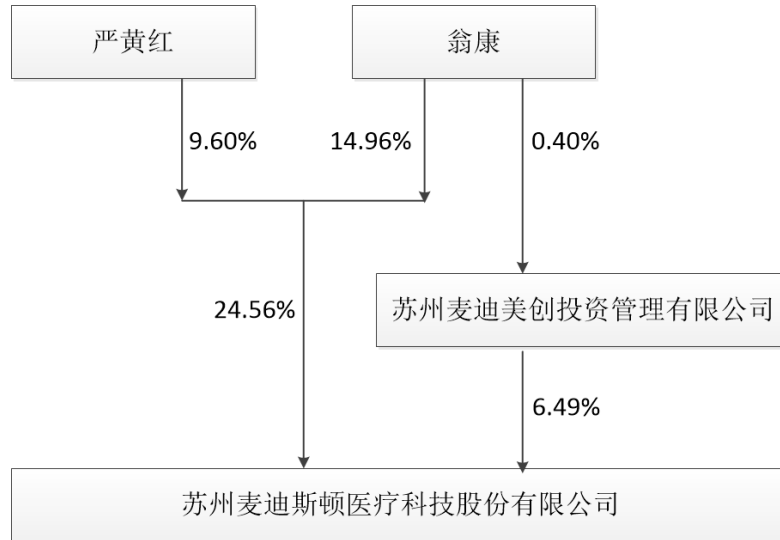 严黄红
翁康
9.60%
14.96%
0.40%
24.56%
苏州麦迪美创投资管理有限公司
6.49%
苏州麦迪斯顿医疗科技股份有限公司